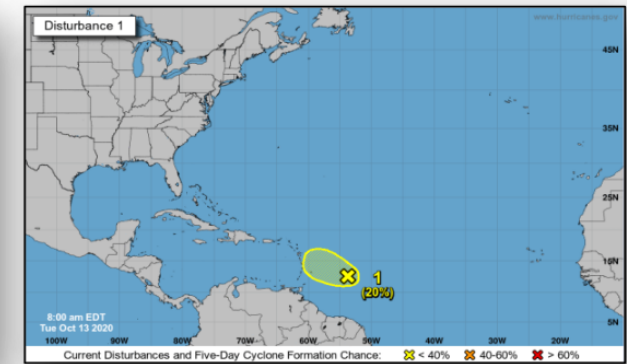 Disturbance 1
www.hurricanes.gov
45N
35N
25N
15N
1
(20%)
5N
8:00 am EDT
Tue Oct 13 2020
100W 90W 80W 70W 60W 50W 40W 30W 20W
Current Disturbances and Five-Day Cyclone Formation Chance: < 40% 40-60% > 60%